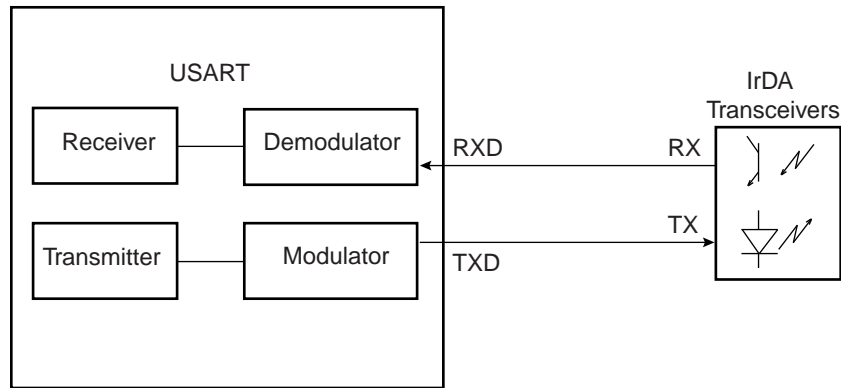 USART
IrDA
Transceivers
Receiver
Demodulator
RXD
RX
Transmitter
Modulator
TXD
TX